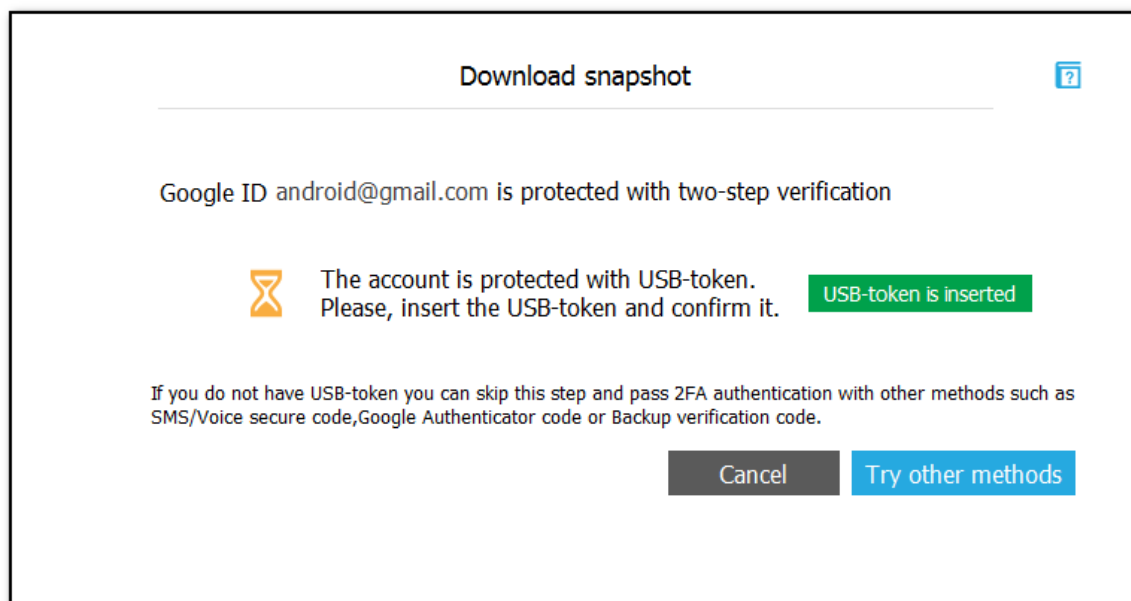 Download snapshot
?
Google ID android@gmail.com is protected with two-step verification
The account is protected with USB-token.
Please, insert the USB-token and confirm it.
USB-token is inserted
If you do not have USB-token you can skip this step and pass 2FA authentication with other methods such as
SMS/Voice secure code,Google Authenticator code or Backup verification code.
Cancel
Try other methods